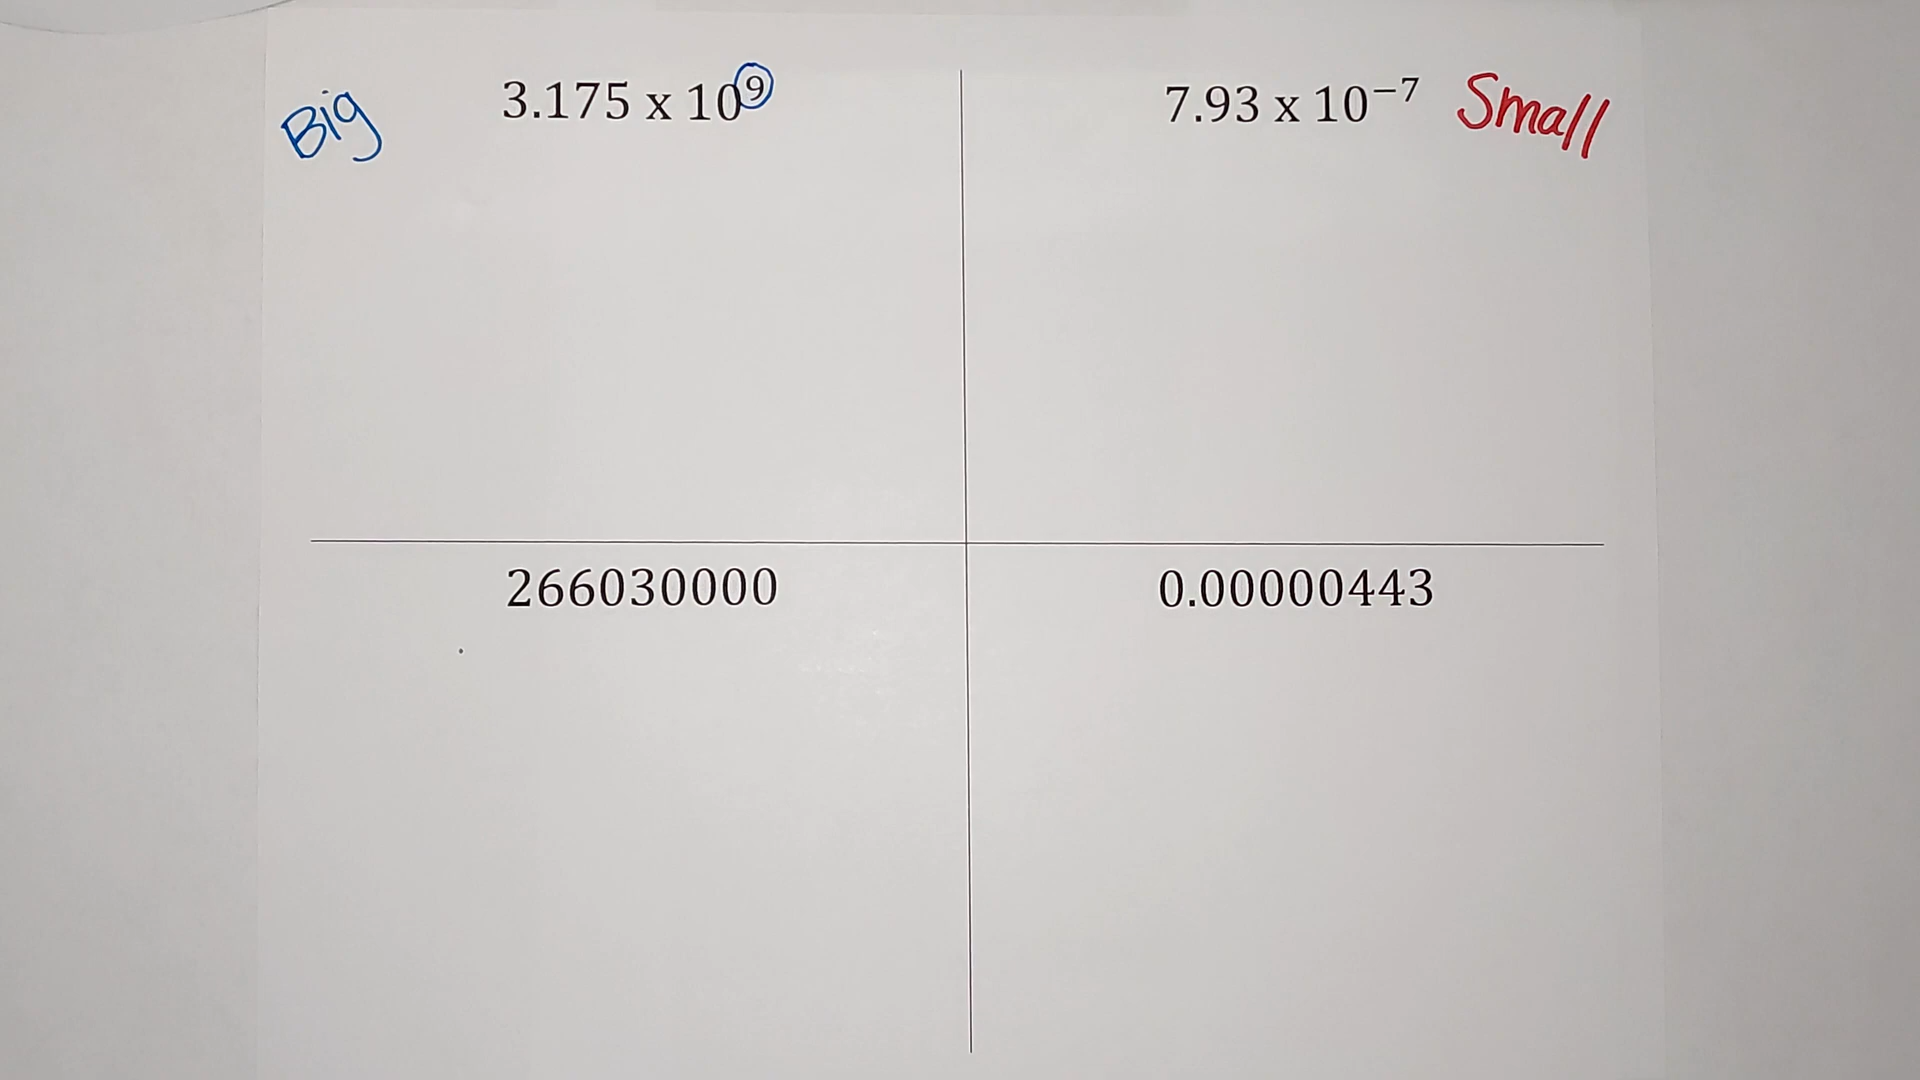 Big
3.175 x 10⁹
7.93 x 10⁻⁷
Small
266030000
0.00000443